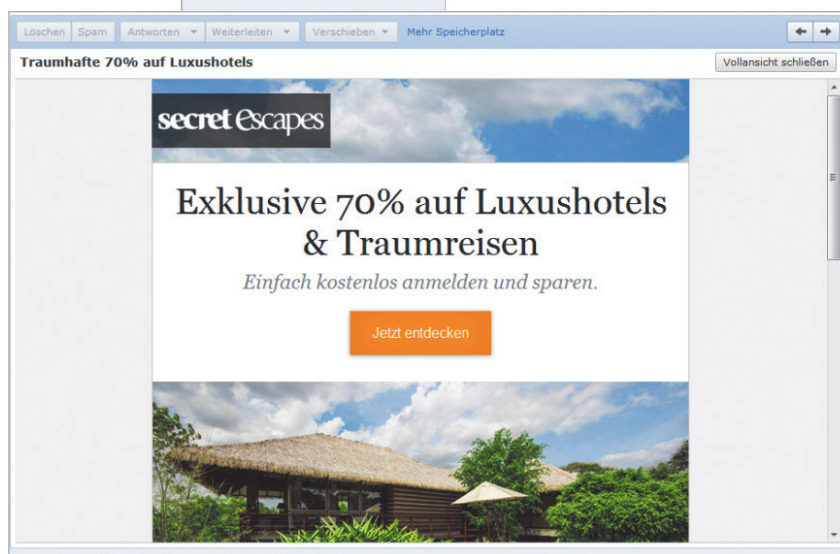 Löschen Spam Antworten Weiterleiten Verschieben Mehr Speicherplatz
Traumhafte 70% auf Luxushotels Vollansicht schließen
secret escapes
Exklusive 70% auf Luxushotels
& Traumreisen
Einfach kostenlos anmelden und sparen.
Jetzt entdecken